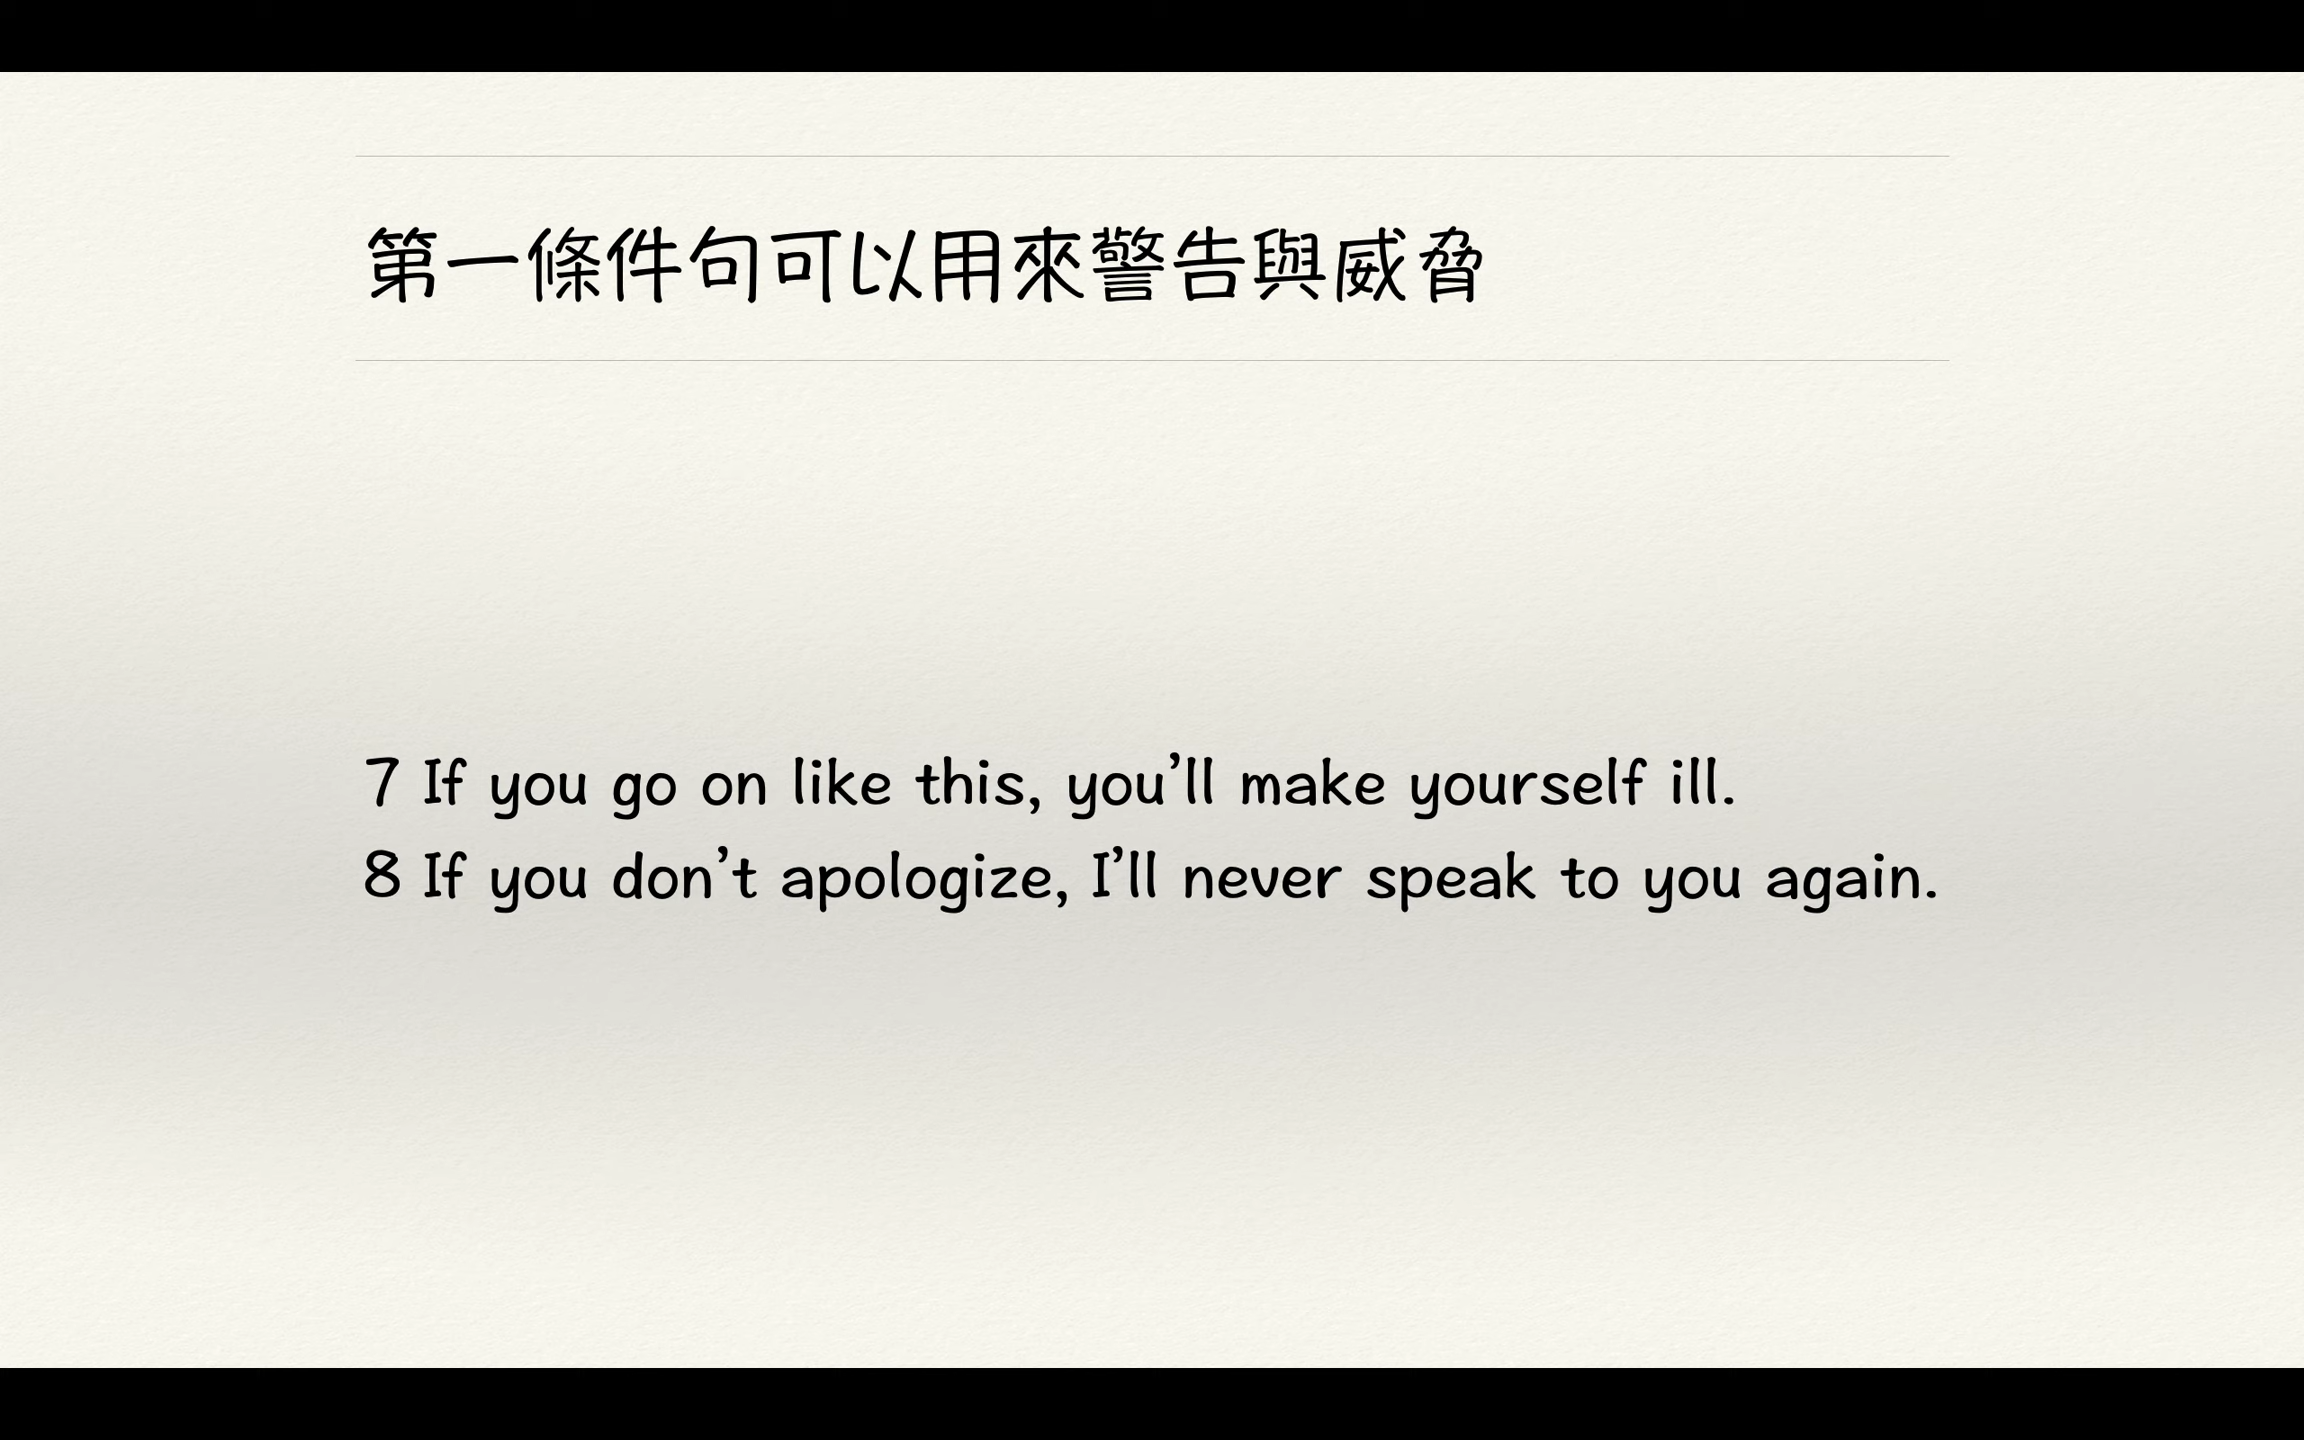 第一條件句可以用來警告與威脅
7 If you go on like this, you’ll make yourself ill.
8 If you don’t apologize, I’ll never speak to you again.